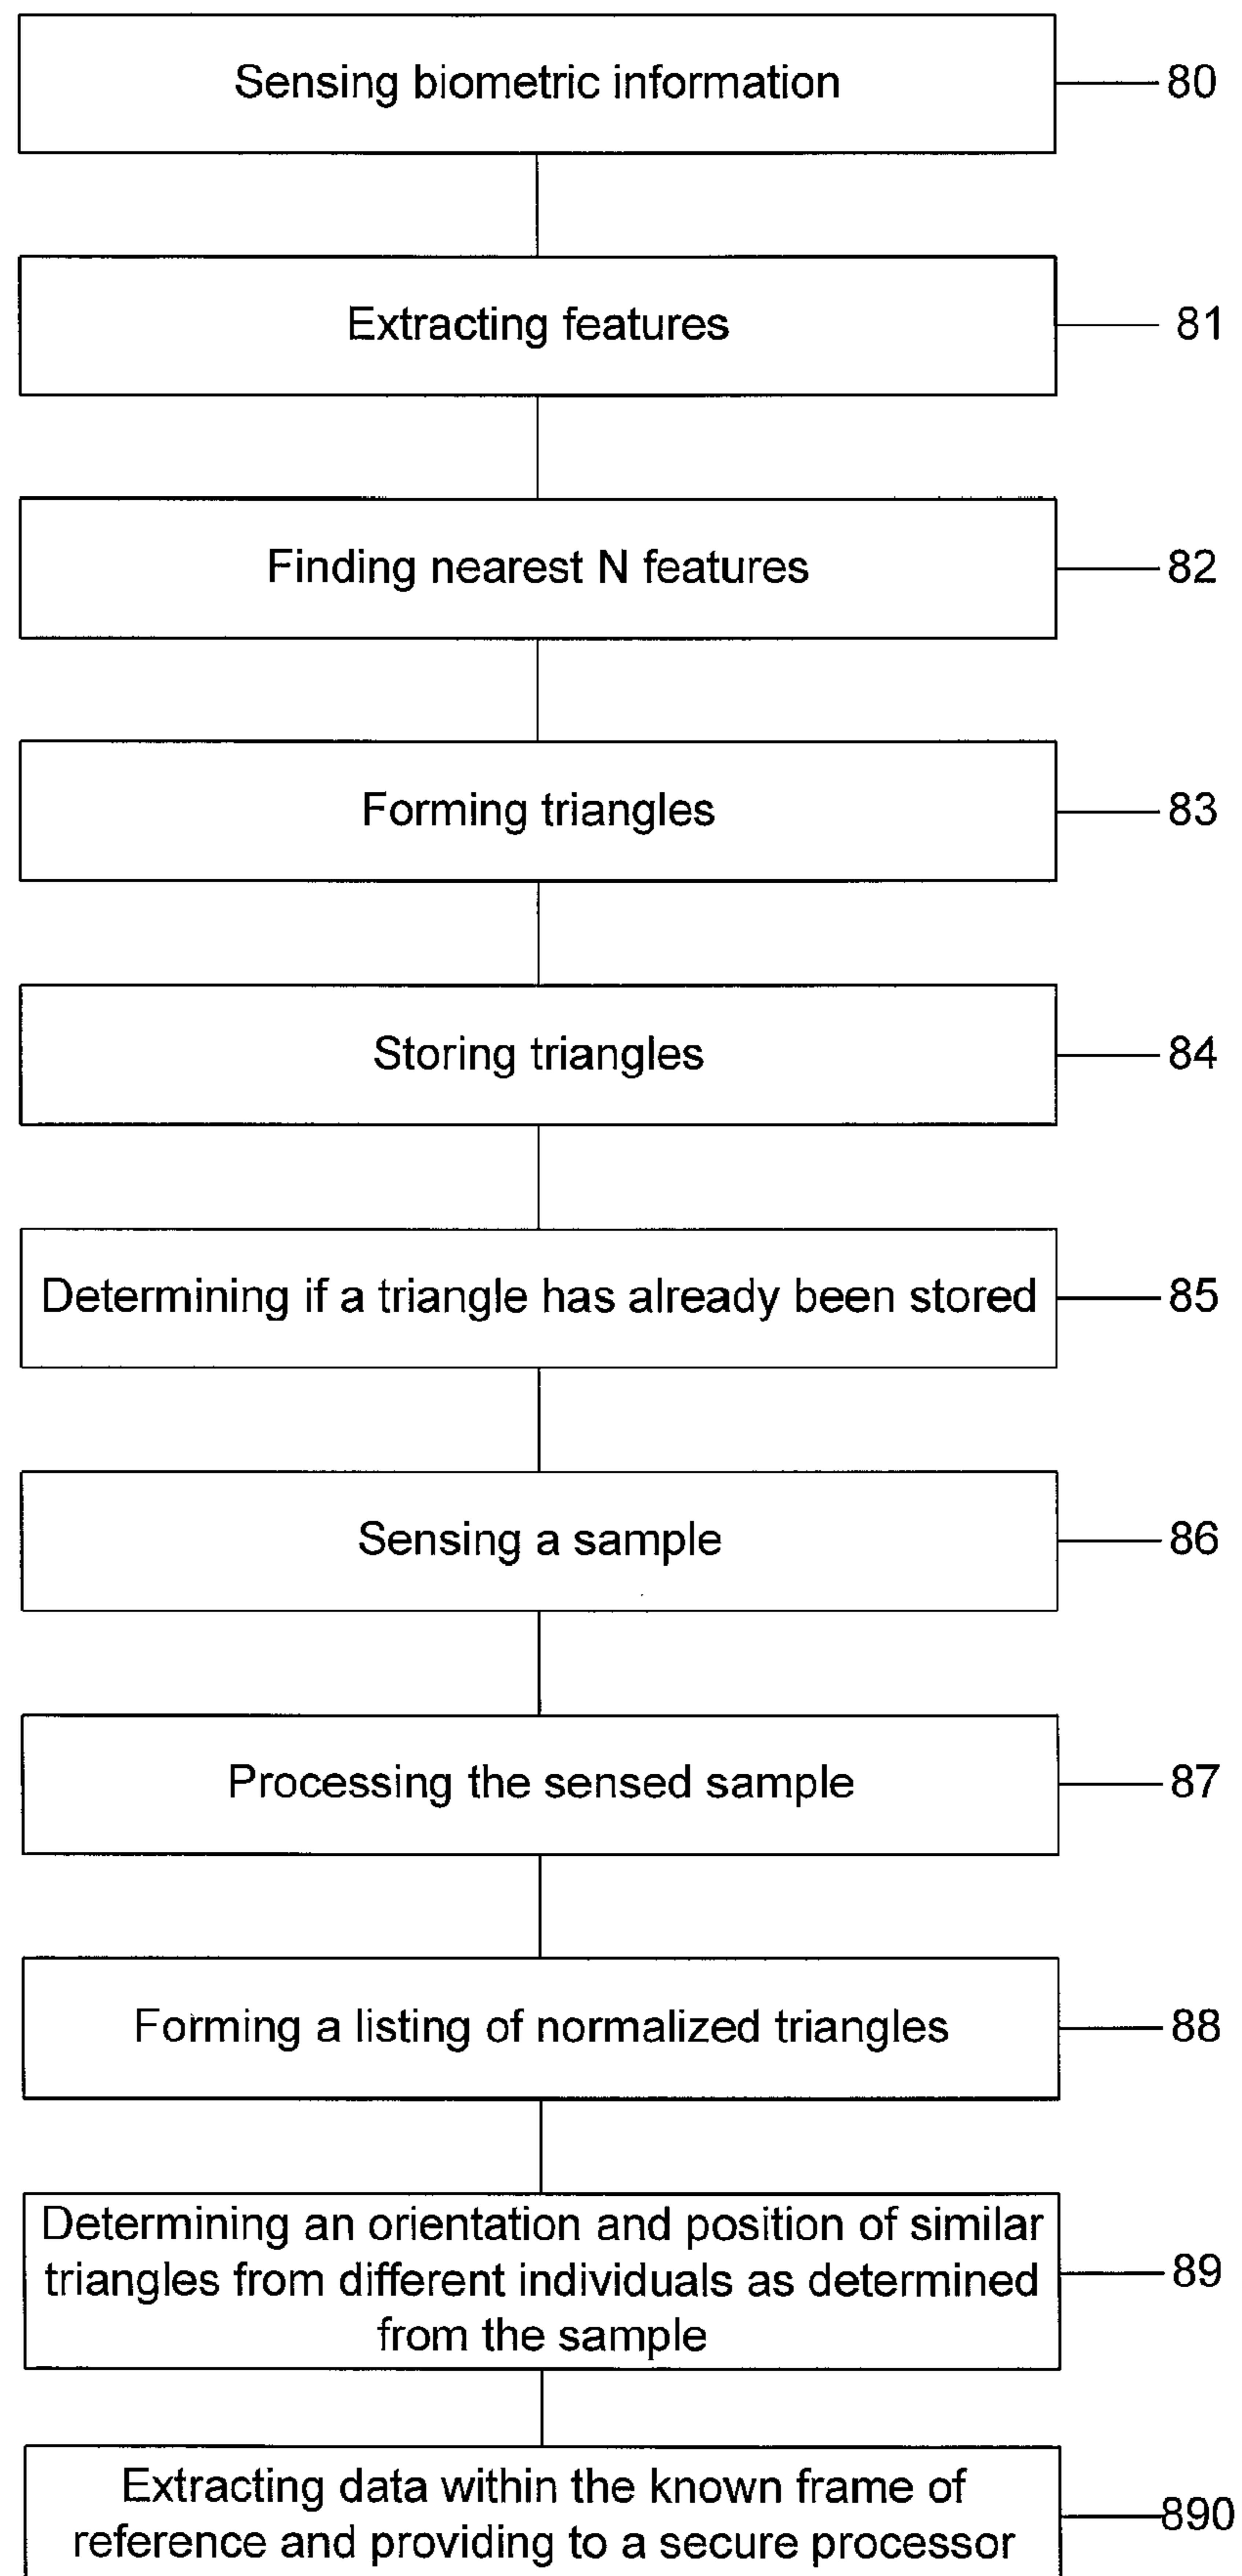 Sensing biometric information 80
Extracting features 81
Finding nearest N features 82
Forming triangles 83
Storing triangles 84
Determining if a triangle has already been stored 85
Sensing a sample 86
Processing the sensed sample 87
Forming a listing of normalized triangles 88
Determining an orientation and position of similar
triangles from different individuals as determined 89
from the sample
Extracting data within the known frame of
reference and providing to a secure processor 890